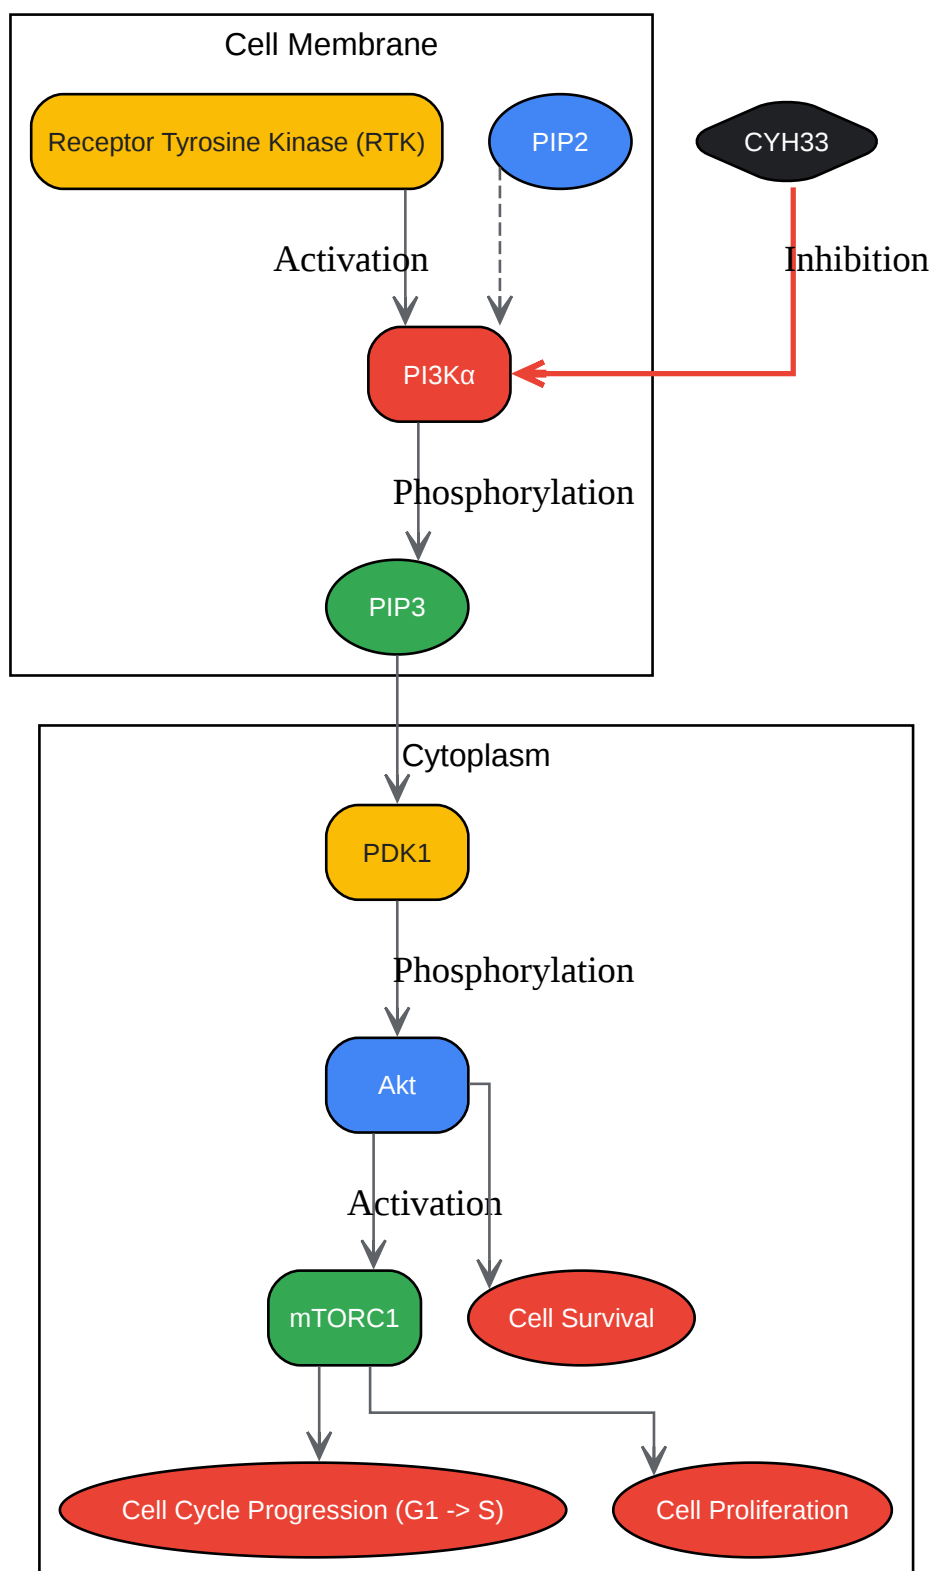 Cell Membrane
Receptor Tyrosine Kinase (RTK)
PIP2
CYH33
Activation
Inhibition
PI3Kα
Phosphorylation
PIP3
Cytoplasm
PDK1
Phosphorylation
Akt
Activation
mTORC1
Cell Survival
Cell Cycle Progression (G1 -> S)
Cell Proliferation